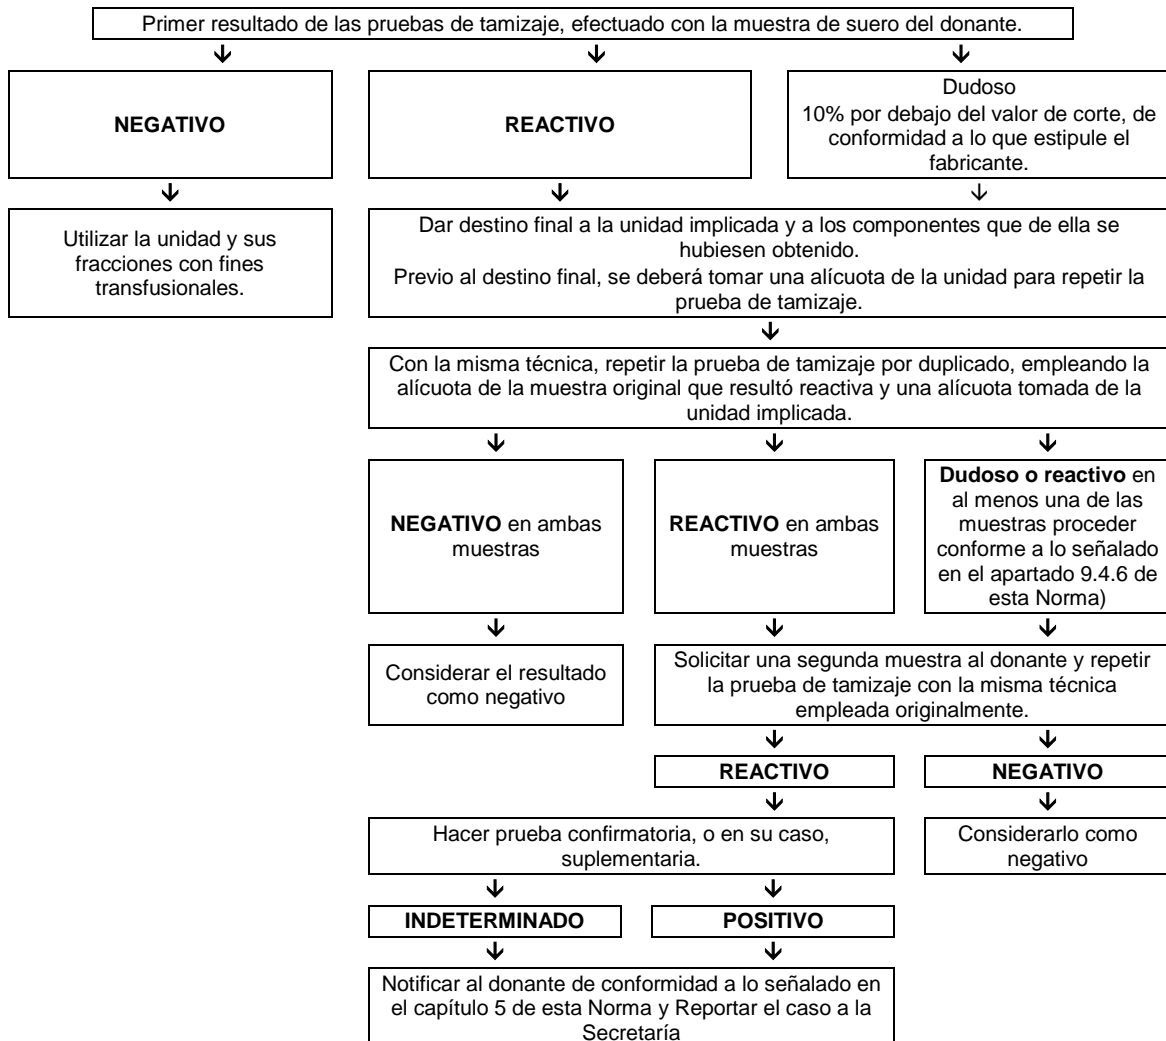 Primer resultado de las pruebas de tamizaje, efectuado con la muestra de suero del donante.
NEGATIVO
REACTIVO
Dudoso
10% por debajo del valor de corte, de
conformidad a lo que estipule el
fabricante.
Utilizar la unidad y sus
fracciones con fines
transfusionales.
Dar destino final a la unidad implicada y a los componentes que de ella se
hubiesen obtenido.
Previo al destino final, se deberá tomar una alícuota de la unidad para repetir la
prueba de tamizaje.
Con la misma técnica, repetir la prueba de tamizaje por duplicado, empleando la
alícuota de la muestra original que resultó reactiva y una alícuota tomada de la
unidad implicada.
NEGATIVO en ambas
muestras
REACTIVO en ambas
muestras
Dudoso o reactivo en
al menos una de las
muestras proceder
conforme a lo señalado
en el apartado 9.4.6 de
esta Norma)
Considerar el resultado
como negativo
Solicitar una segunda muestra al donante y repetir
la prueba de tamizaje con la misma técnica
empleada originalmente.
REACTIVO
NEGATIVO
Hacer prueba confirmatoria, o en su caso,
suplementaria.
Considerarlo como
negativo
INDETERMINADO
POSITIVO
Notificar al donante de conformidad a lo señalado en
el capítulo 5 de esta Norma y Reportar el caso a la
Secretaría